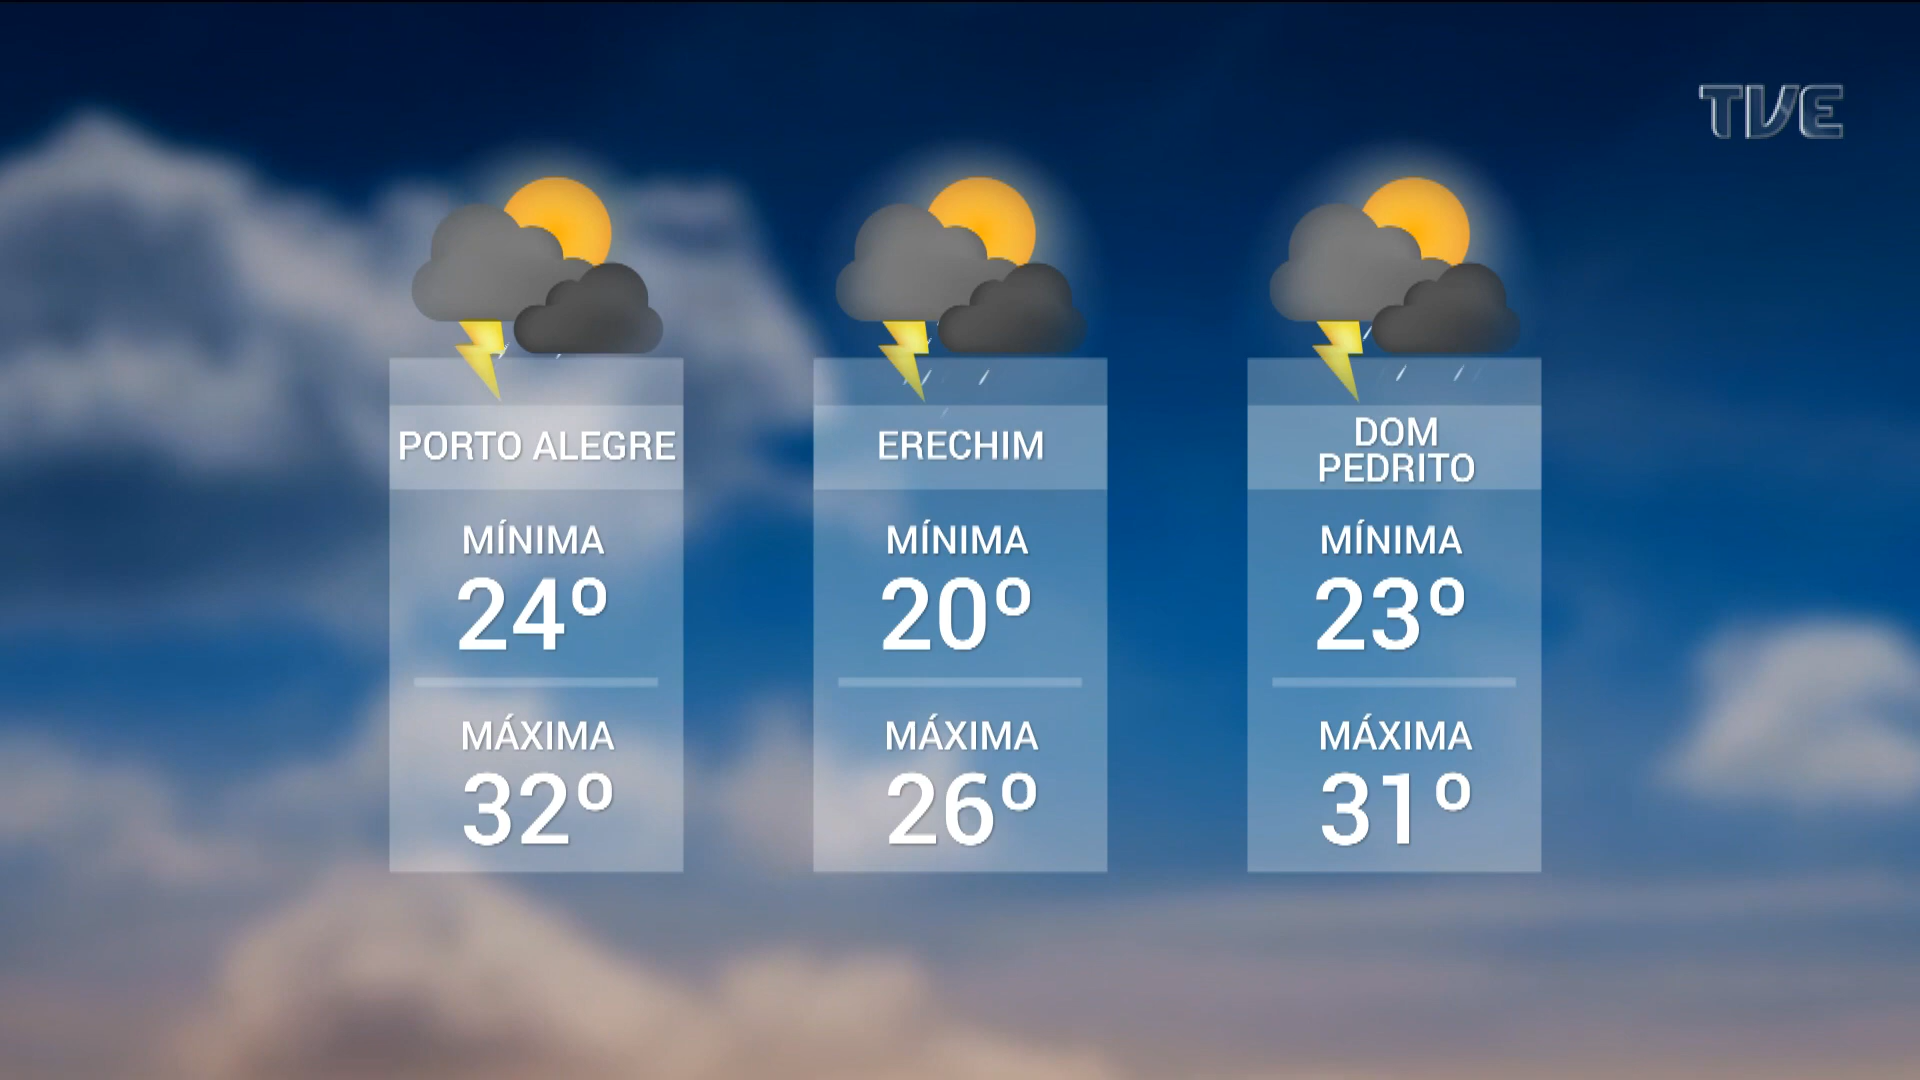 TVE
PORTO ALEGRE
MÍNIMA
24º
MÁXIMA
32º
ERECHIM
MÍNIMA
20º
MÁXIMA
26º
DOM
PEDRITO
MÍNIMA
23º
MÁXIMA
31º